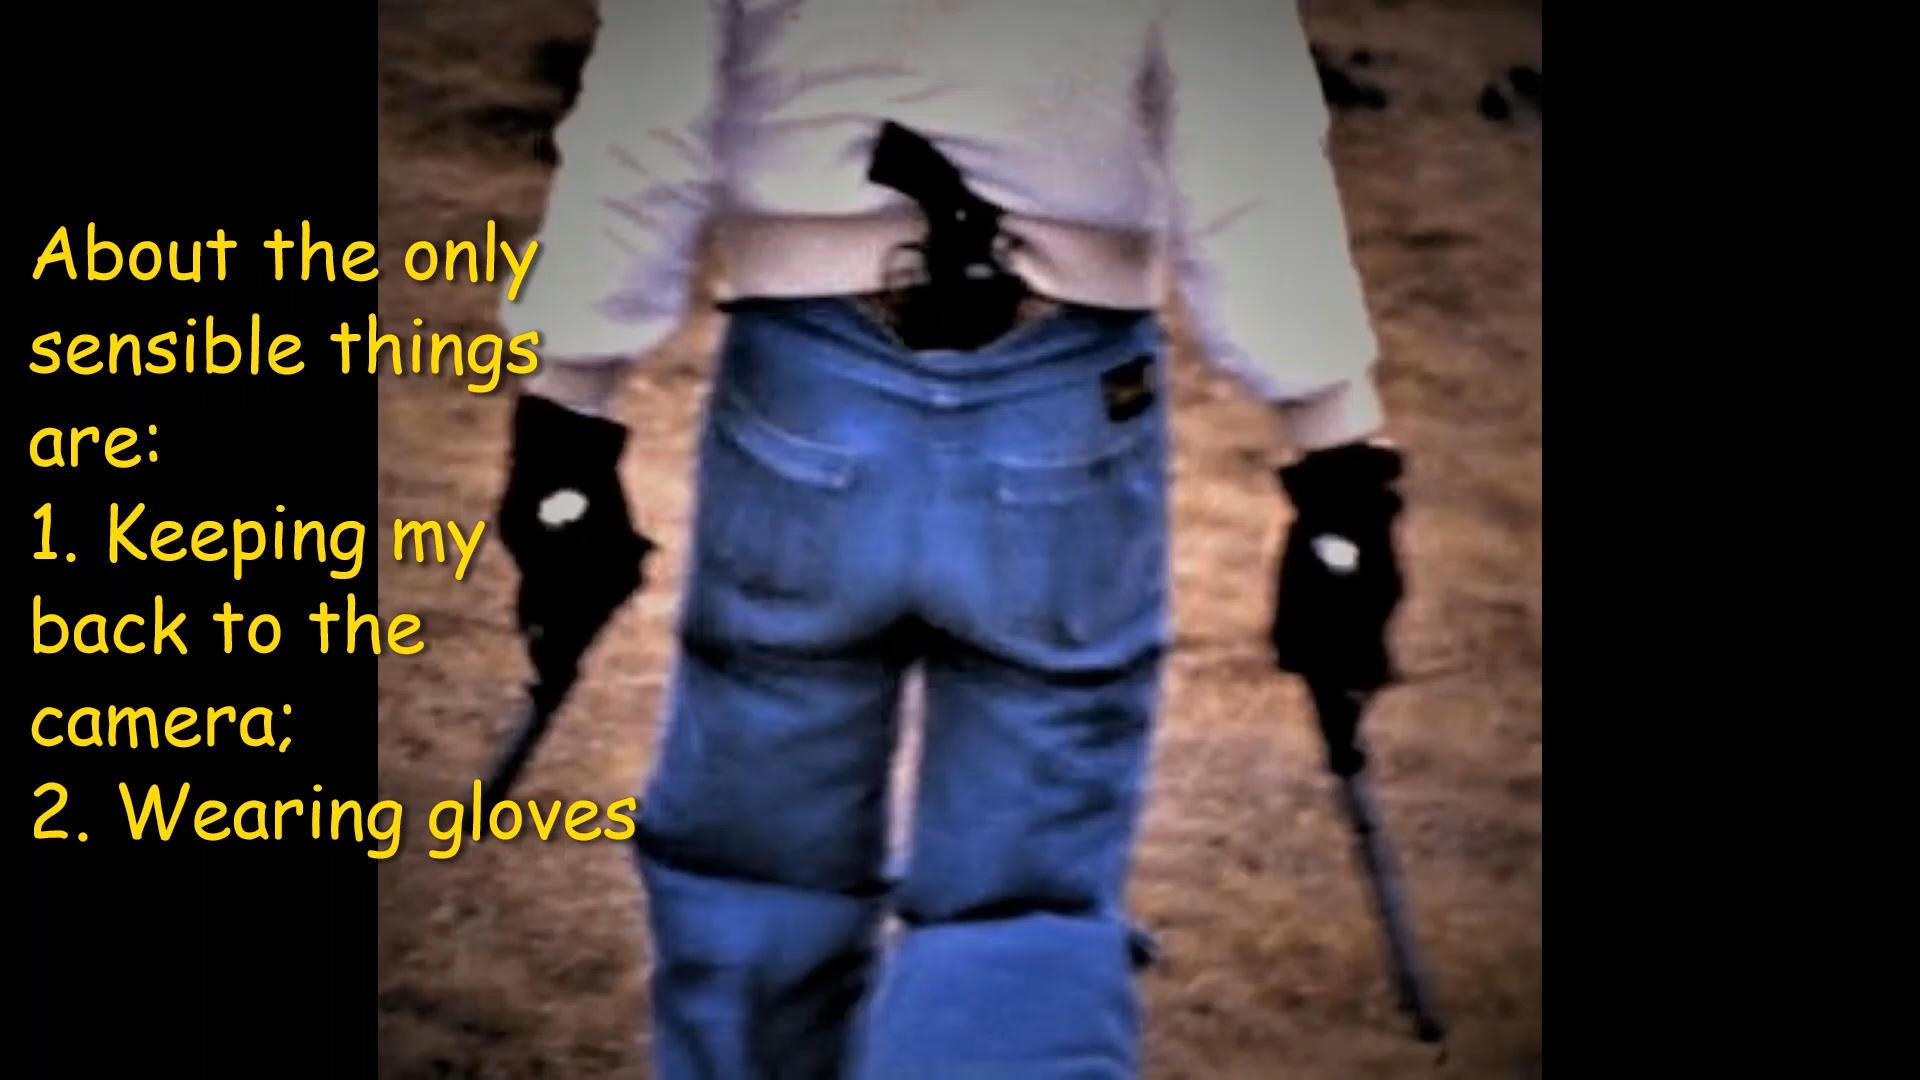 About the only
sensible things
are:
1. Keeping my
back to the
camera;
2. Wearing gloves